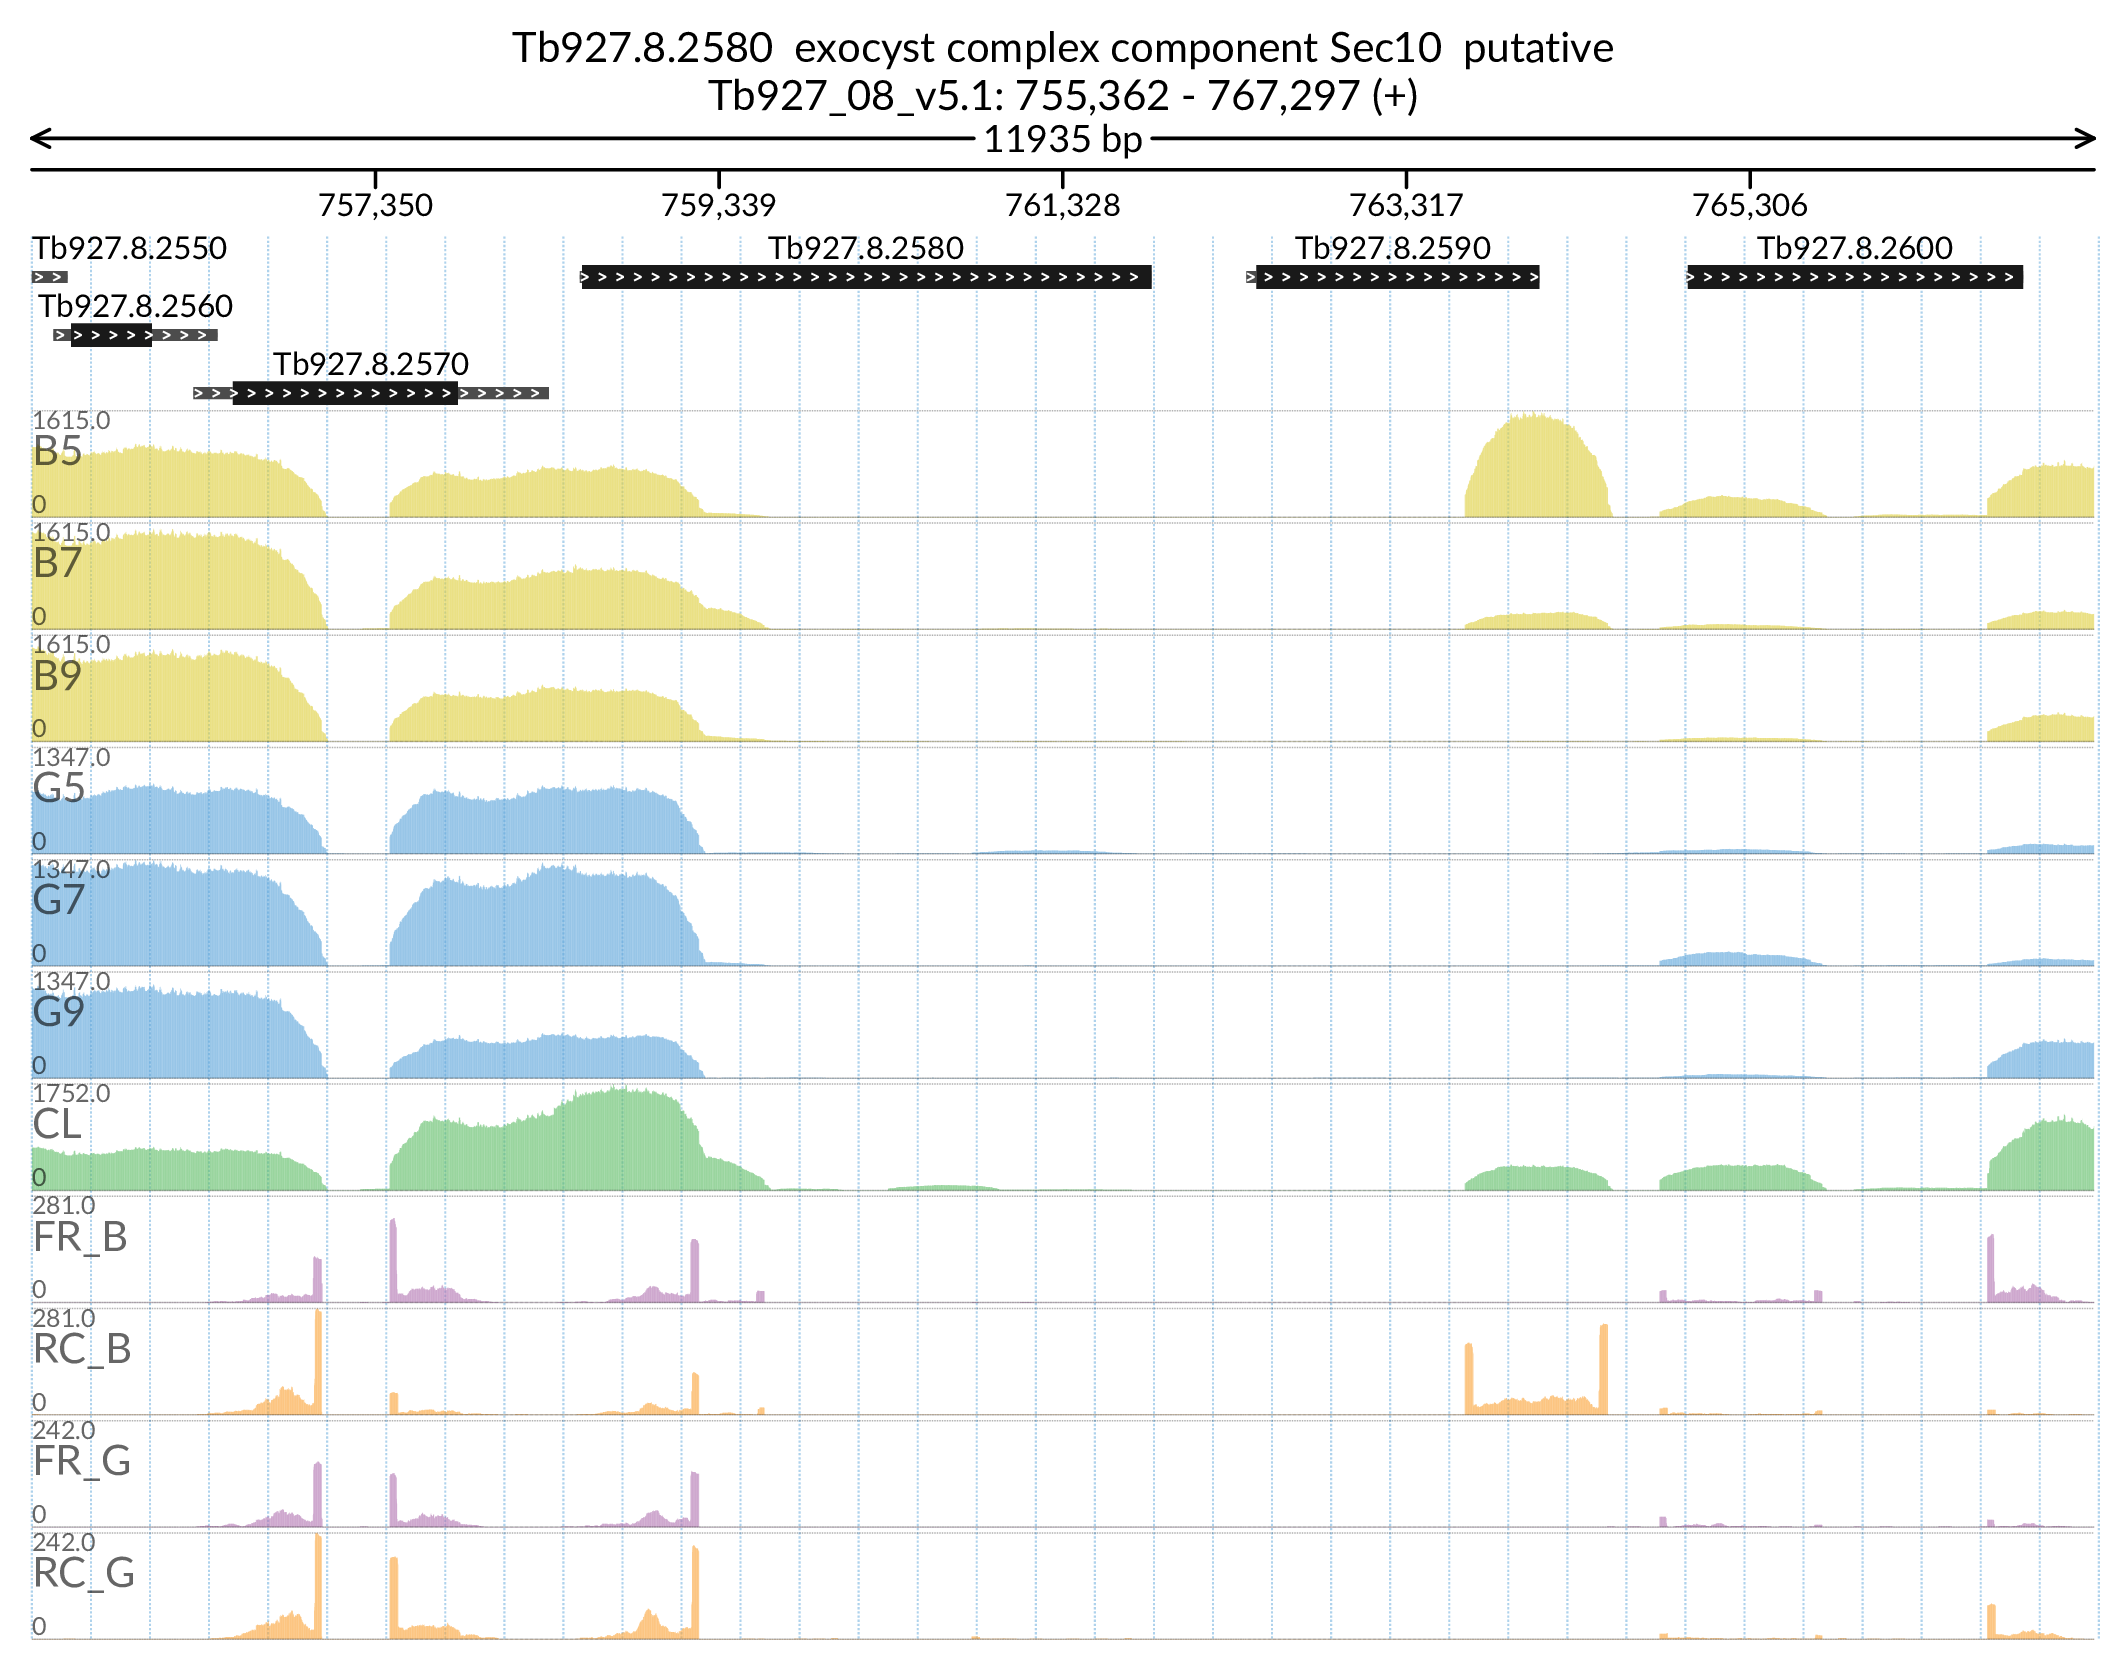 Tb927.8.2580  exocyst complex component Sec10  putative
Tb927_08_v5.1: 755,362 - 767,297 (+)
11935 bp
757,350 759,339 761,328 763,317 765,306
Tb927.8.2550 Tb927.8.2580 Tb927.8.2590 Tb927.8.2600
Tb927.8.2560
Tb927.8.2570
1615.0
B5
0
1615.0
B7
0
1615.0
B9
0
1347.0
G5
0
1347.0
G7
0
1347.0
G9
0
1752.0
CL
0
281.0
FR_B
0
281.0
RC_B
0
242.0
FR_G
0
242.0
RC_G
0